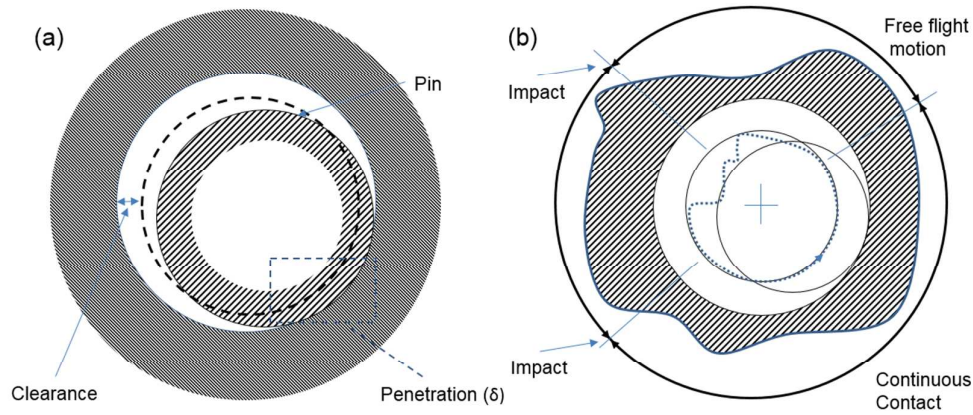 (a)
Pin
Clearance
Penetration (δ)
(b)
Free flight
motion
Impact
Impact
Continuous
Contact